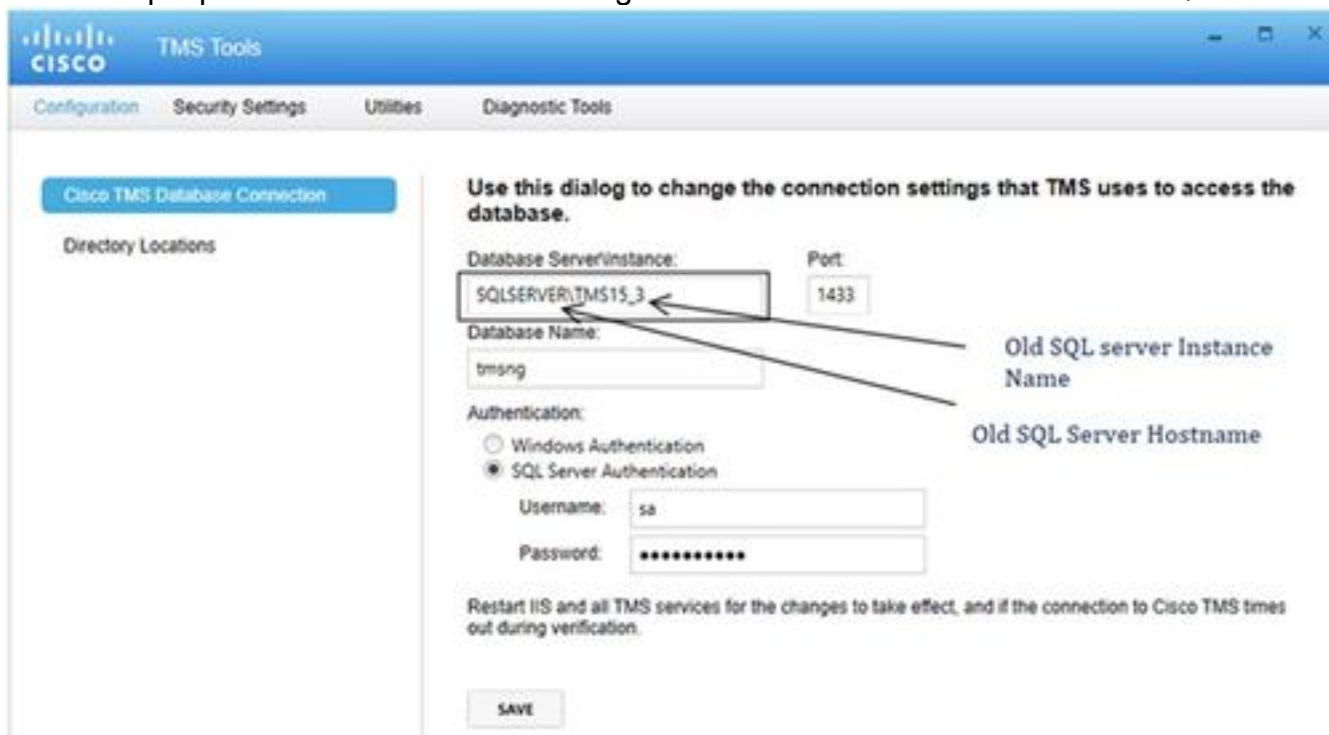 CISCO TMS Tools
Configuration Security Settings Utilities Diagnostic Tools
Cisco TMS Database Connection
Directory Locations
Use this dialog to change the connection settings that TMS uses to access the
database.
Database Server\Instance: Port:
SQLSERVER\TMS15_3 1433
Database Name:
tmsng
Old SQL server Instance
Name
Authentication:
Windows Authentication
SQL Server Authentication
Old SQL Server Hostname
Username: sa
Password: ●●●●●●●●●●
Restart IIS and all TMS services for the changes to take effect, and if the connection to Cisco TMS times
out during verification.
SAVE